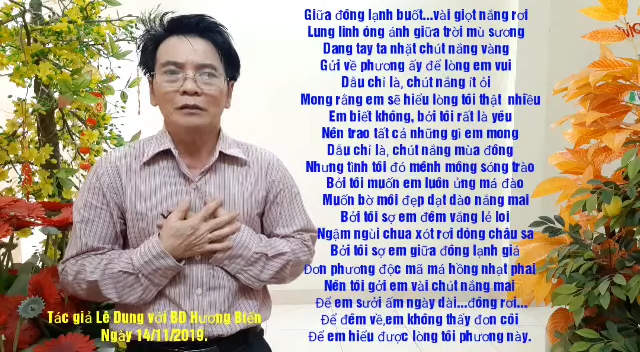 Giữa đông lạnh buốt...vài giọt nắng rơi
Lung linh óng ánh giữa trời mù sương
Dang tay ta nhặt chút nắng vàng
Gửi về phương ấy để lòng em vui
Dẫu chỉ là, chút nắng ít ỏi
Mong rằng em sẽ hiểu lòng tôi thật nhiều
Em biết không, bởi tôi rất là yêu
Nên trao tất cả những gì em mong
Dẫu chỉ là, chút nắng mùa đông
Nhưng tình tôi đó mênh mông sóng trào
Bởi tôi muốn em luôn ửng má đào
Muốn bờ môi đẹp dạt dào nắng mai
Bởi tôi sợ em đêm vắng lẻ loi
Ngậm ngùi chua xót rơi dòng châu sa
Bởi tôi sợ em giữa đông lạnh giá
Đơn phương độc mã má hồng nhạt phai
Nên tôi gởi em vài chút nắng mai
Để em sưởi ấm ngày dài...đông rơi...
Để đêm về,em không thấy đơn côi
Để em hiểu được lòng tôi phương này.
Tác giả Lê Dung với BD Hương Biển
Ngày 14/11/2019.